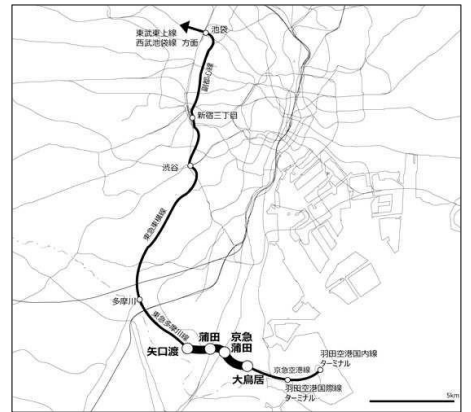 東武東上線
西武池袋線 方面
池袋
副都心線
新宿三丁目
渋谷
東急東横線
多摩川
東急多摩川線
矢口渡
蒲田
京急
蒲田
大鳥居
京急空港線
羽田空港国内線
ターミナル
羽田空港国際線
ターミナル
5km